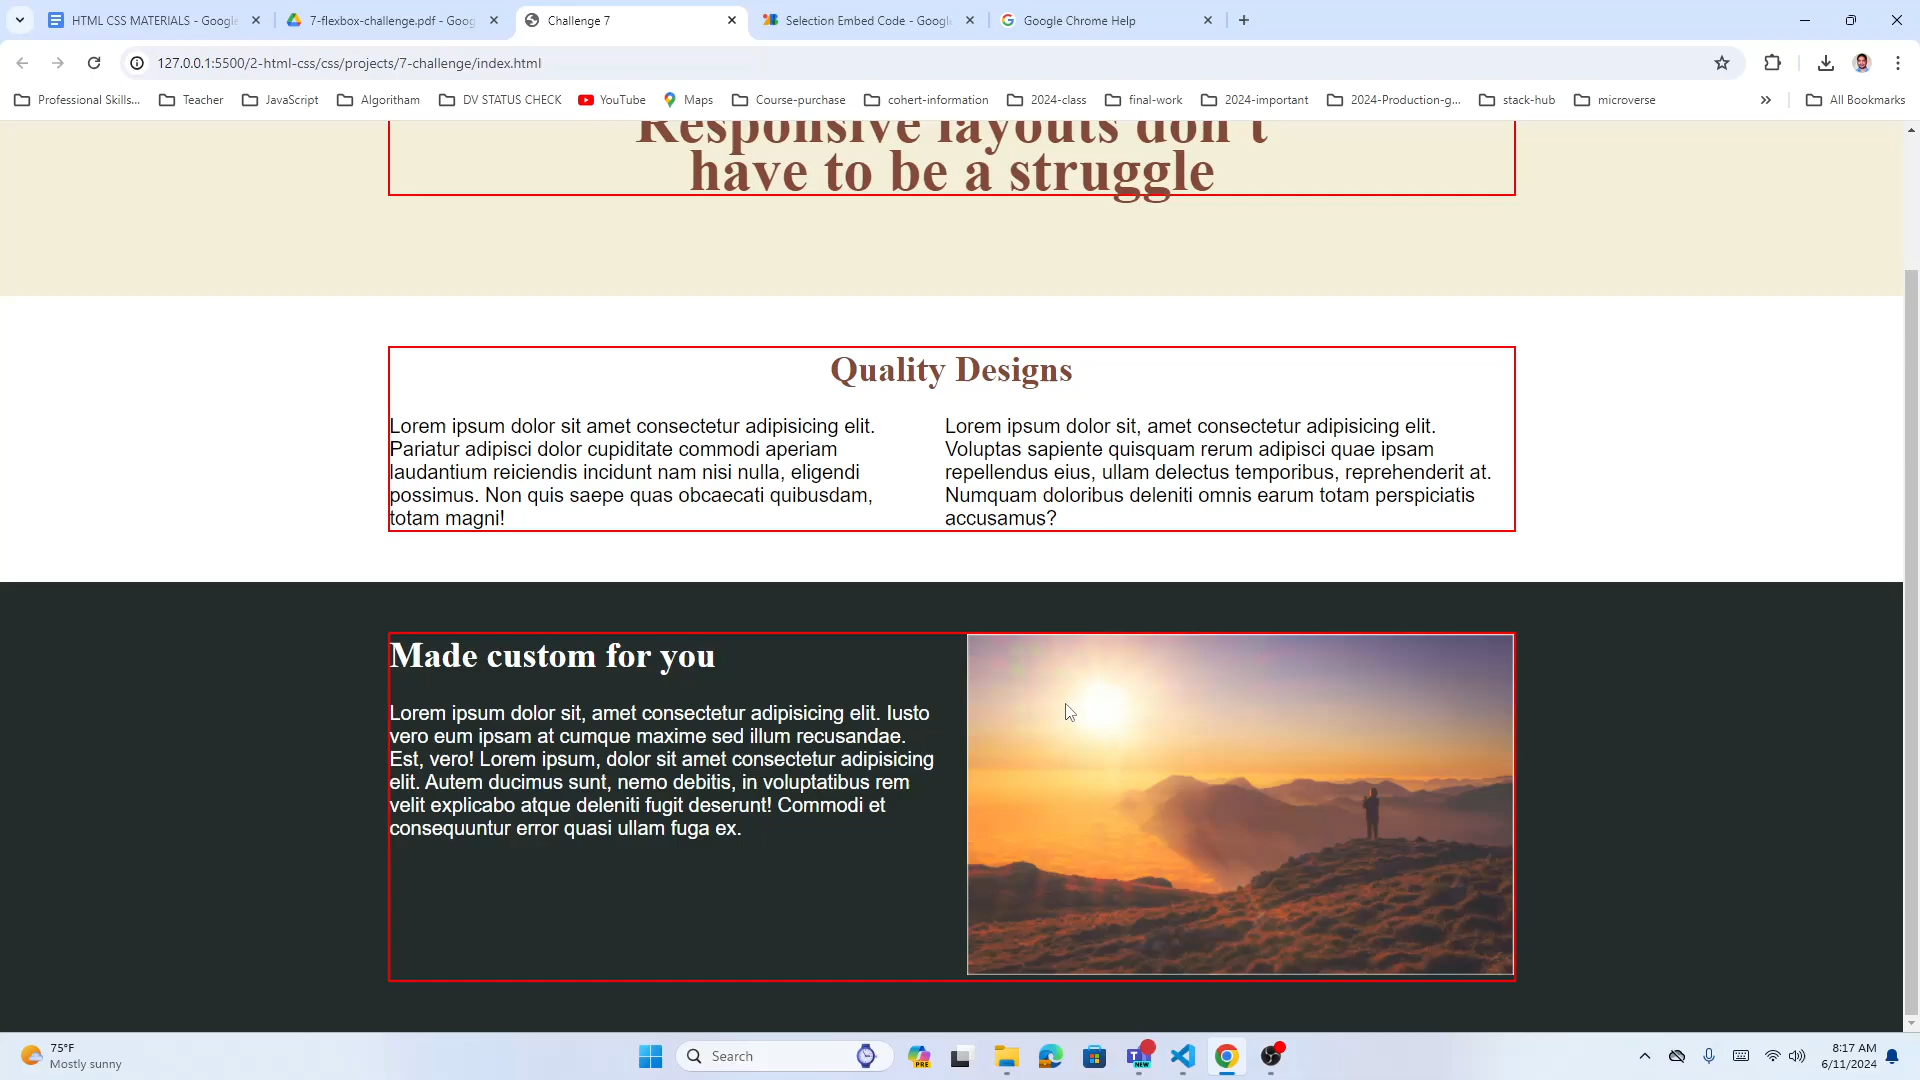 HTML CSS MATERIALS - Google
7-flexbox-challenge.pdf - Goog
Challenge 7
Selection Embed Code - Google
Google Chrome Help
127.0.0.1:5500/2-html-css/css/projects/7-challenge/index.html
Professional Skills...
Teacher
JavaScript
Algoritham
DV STATUS CHECK
YouTube
Maps
Course-purchase
cohert-information
2024-class
final-work
2024-important
2024-Production-g...
stack-hub
microverse
»
All Bookmarks
Responsive layouts don't
have to be a struggle
Quality Designs
Lorem ipsum dolor sit amet consectetur adipisicing elit.
Pariatur adipisci dolor cupiditate commodi aperiam
laudantium reiciendis incidunt nam nisi nulla, eligendi
possimus. Non quis saepe quas obcaecati quibusdam,
totam magni!
Lorem ipsum dolor sit, amet consectetur adipisicing elit.
Voluptas sapiente quisquam rerum adipisci quae ipsam
repellendus eius, ullam delectus temporibus, reprehenderit at.
Numquam doloribus deleniti omnis earum totam perspiciatis
accusamus?
Made custom for you
Lorem ipsum dolor sit, amet consectetur adipisicing elit. Iusto
vero eum ipsam at cumque maxime sed illum recusandae.
Est, vero! Lorem ipsum, dolor sit amet consectetur adipisicing
elit. Autem ducimus sunt, nemo debitis, in voluptatibus rem
velit explicabo atque deleniti fugit deserunt! Commodi et
consequuntur error quasi ullam fuga ex.
75°F
Mostly sunny
Search
PRE
NEW
8:17 AM
6/11/2024